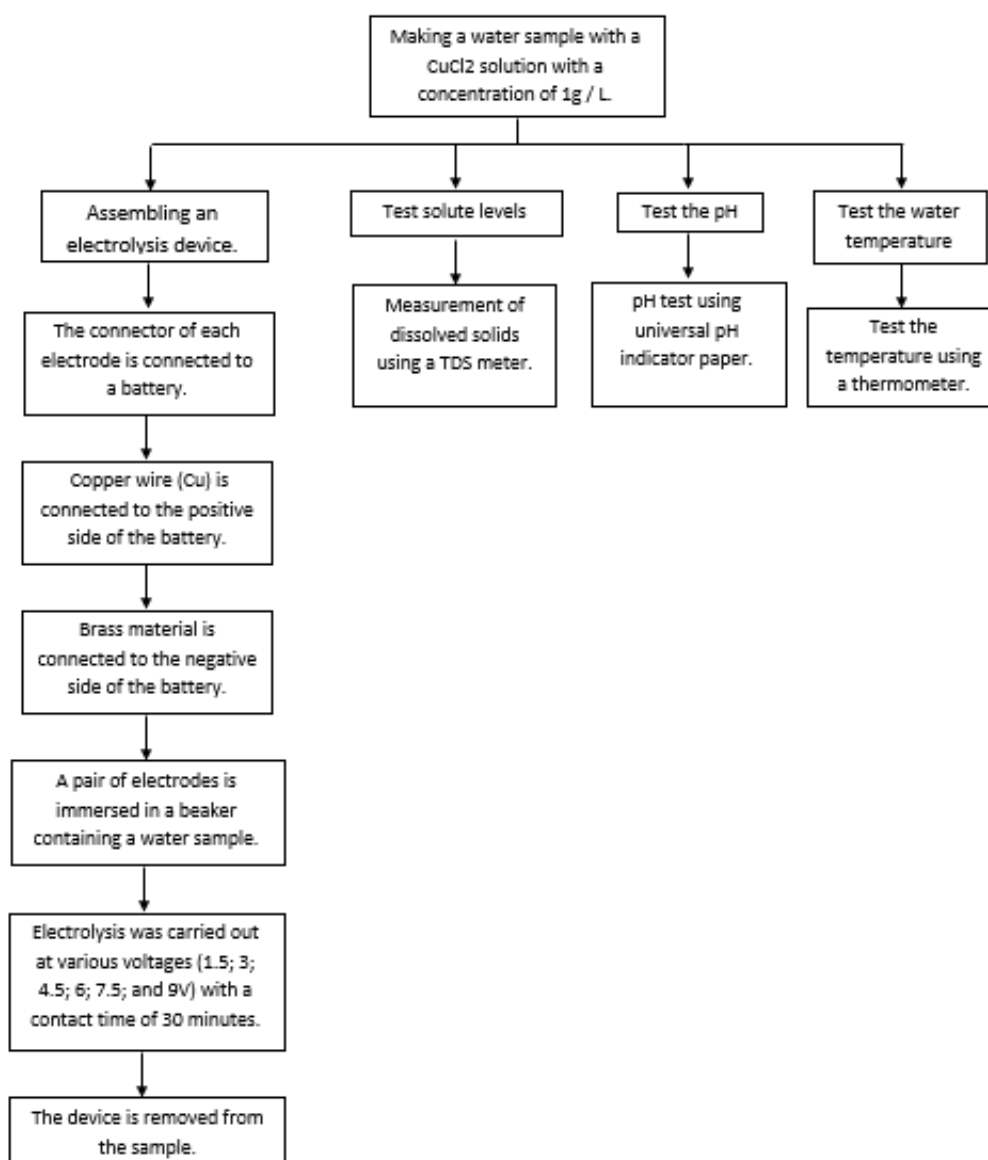 Making a water sample with a
CuCl2 solution with a
concentration of 1g / L.
Assembling an
electrolysis device.
Test solute levels
Test the pH
Test the water
temperature
The connector of each
electrode is connected to
a battery.
Measurement of
dissolved solids
using a TDS meter.
pH test using
universal pH
indicator paper.
Test the
temperature using
a thermometer.
Copper wire (Cu) is
connected to the positive
side of the battery.
Brass material is
connected to the negative
side of the battery.
A pair of electrodes is
immersed in a beaker
containing a water sample.
Electrolysis was carried out
at various voltages (1.5; 3;
4.5; 6; 7.5; and 9V) with a
contact time of 30 minutes.
The device is removed from
the sample.